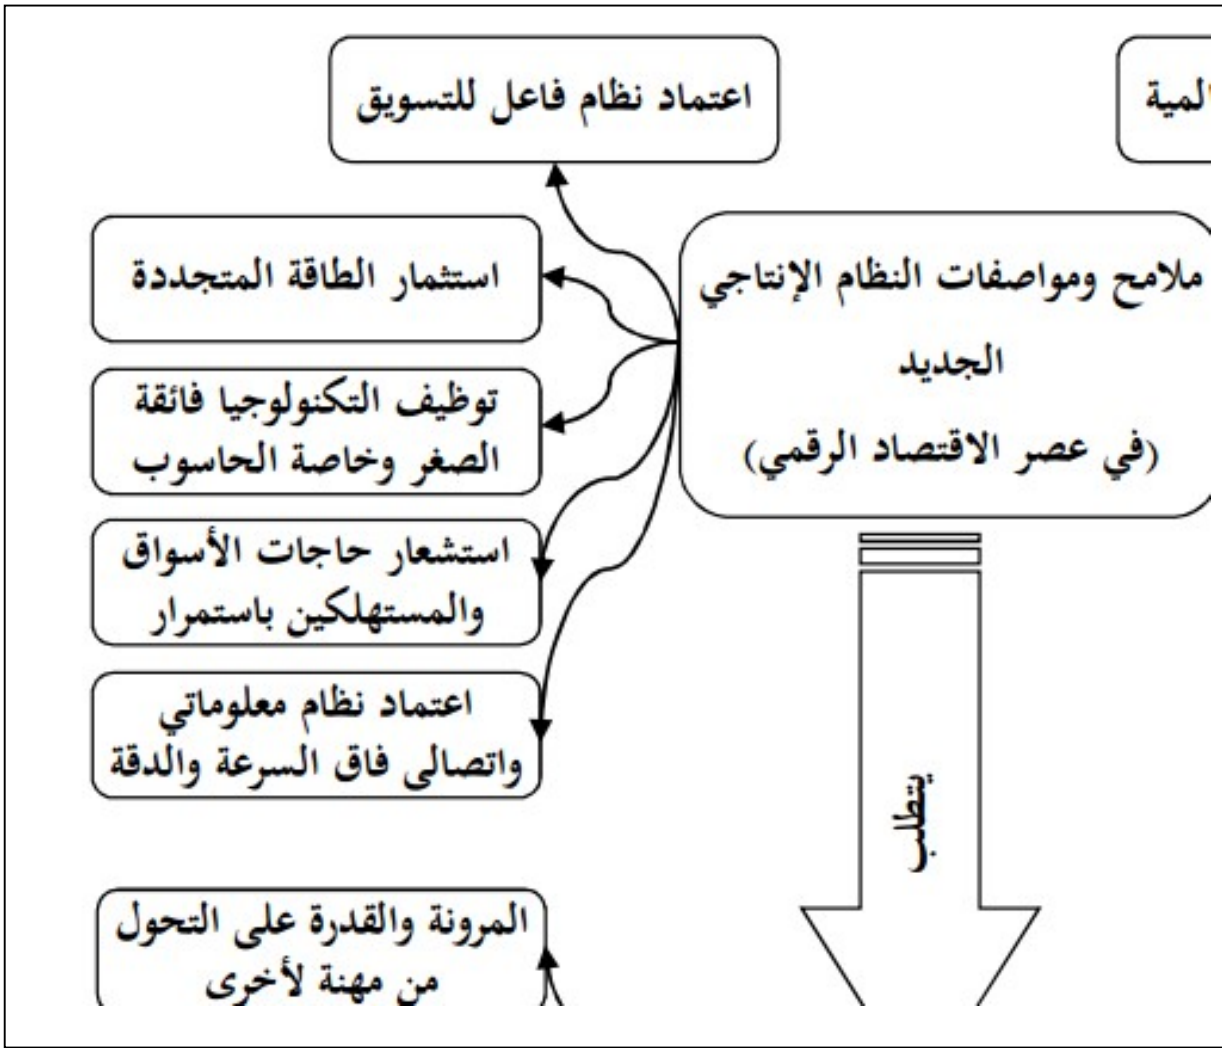 اعتماد نظام فاعل للتسويق
ملامح ومواصفات النظام الإنتاجي
الجديد
(في عصر الاقتصاد الرقمي)
استثمار الطاقة المتجددة
توظيف التكنولوجيا فائقة
الصغر وخاصة الحاسوب
استشعار حاجات الأسواق
والمستهلكين باستمرار
اعتماد نظام معلوماتي
واتصالى فاق السرعة والدقة
يتطلب
المرونة والقدرة على التحول
من مهنة لأخرى